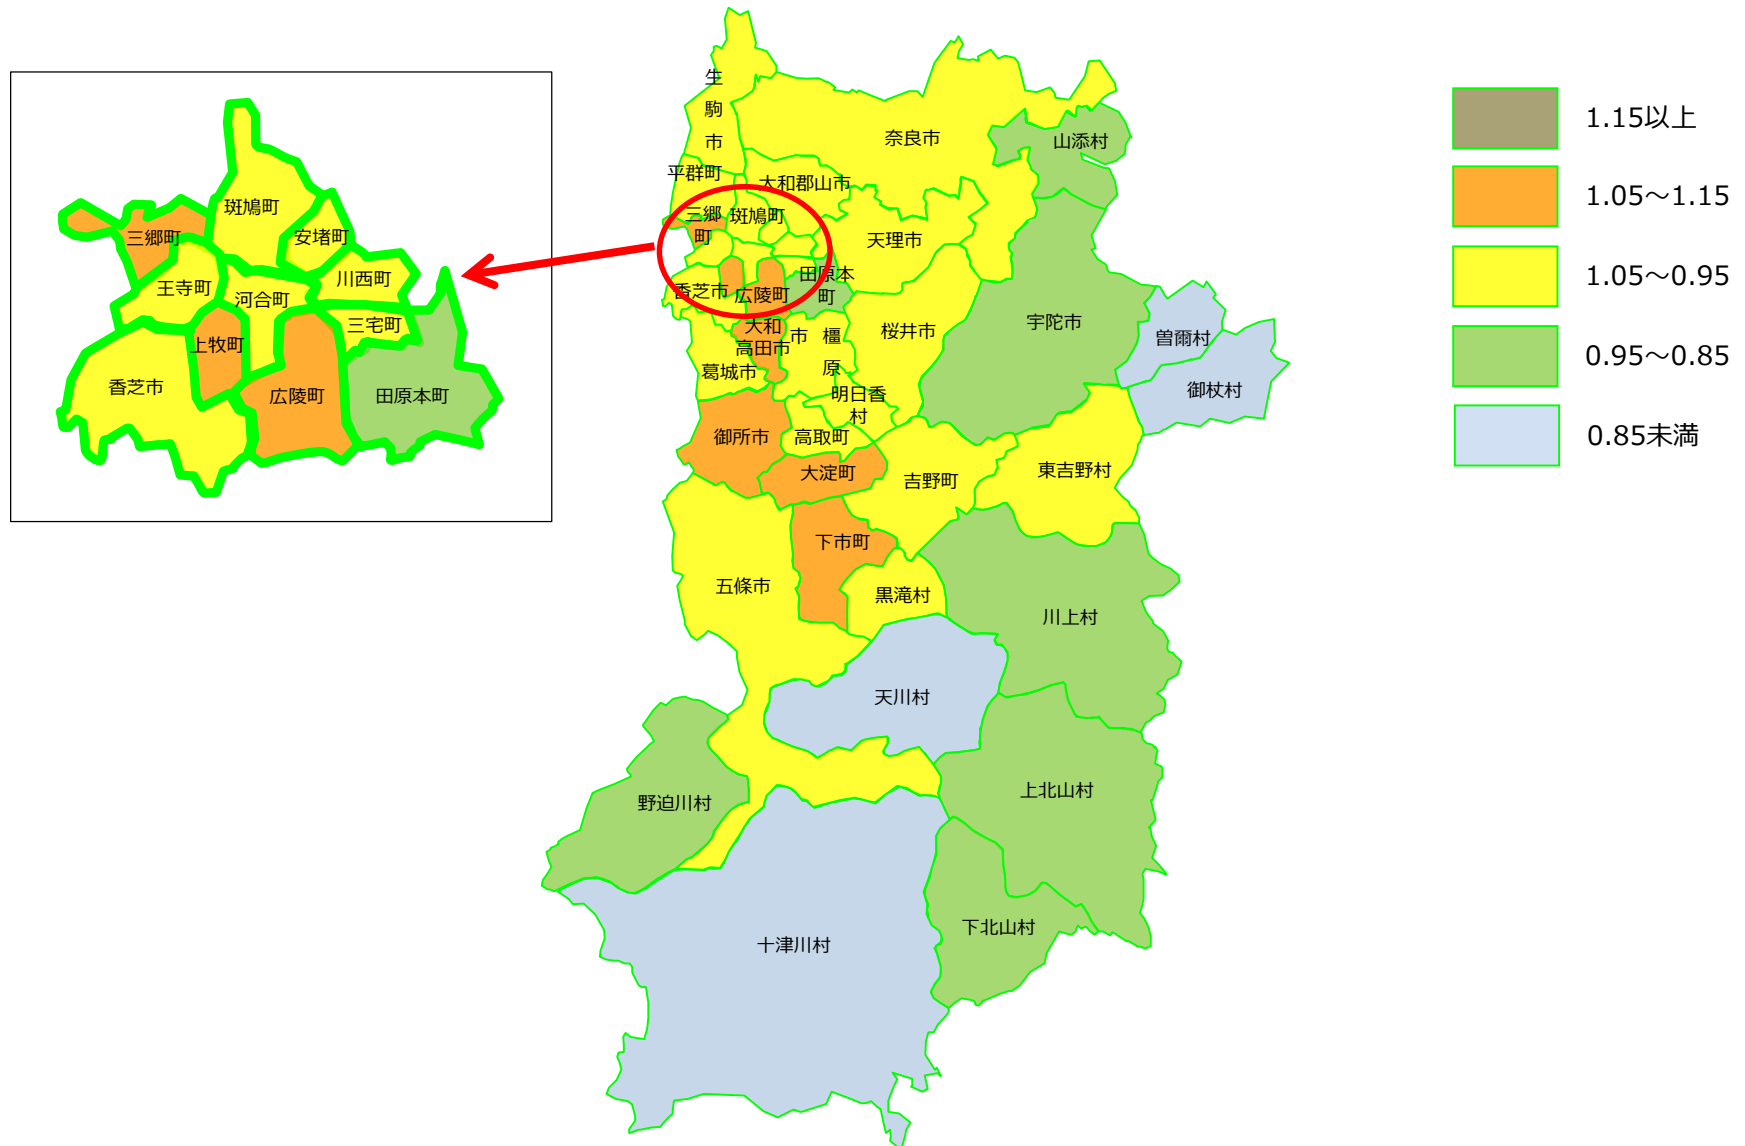 斑鳩町
三郷町
安堵町
川西町
王寺町
河合町
三宅町
上牧町
香芝市
広陵町
田原本町
生
駒
市
奈良市
山添村
平群町
大和郡山市
三郷
町
斑鳩町
天理市
田原本
町
香芝市
広陵町
宇陀市
大和
高田市
橿
原
市
桜井市
曽爾村
葛城市
御杖村
明日香
村
御所市
高取町
大淀町
吉野町
東吉野村
下市町
五條市
黒滝村
川上村
天川村
野迫川村
上北山村
下北山村
十津川村
1.15以上
1.05～1.15
1.05～0.95
0.95～0.85
0.85未満